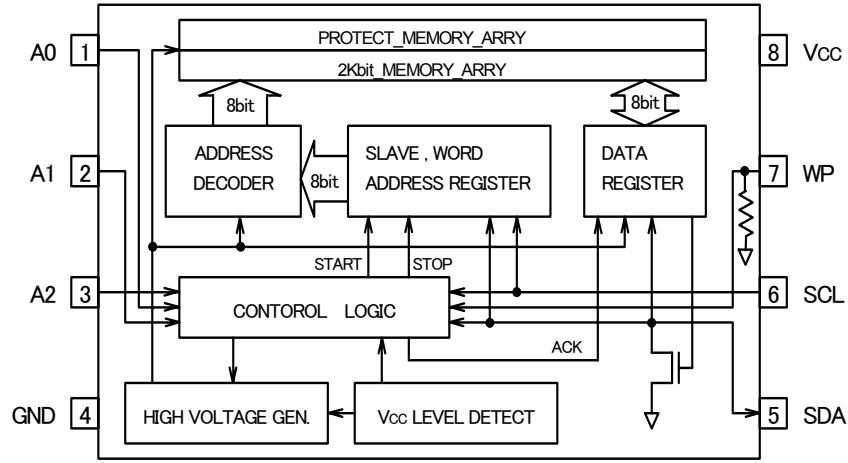 PROTECT_MEMORY_ARRY
A0 1
8 Vcc
2Kbit_MEMORY_ARRY
8bit
8bit
ADDRESS
DECODER
8bit
SLAVE , WORD
ADDRESS REGISTER
DATA
REGISTER
A1 2
7 WP
START
STOP
A2 3
CONTOROL LOGIC
6 SCL
ACK
GND 4
HIGH VOLTAGE GEN.
Vcc LEVEL DETECT
5 SDA